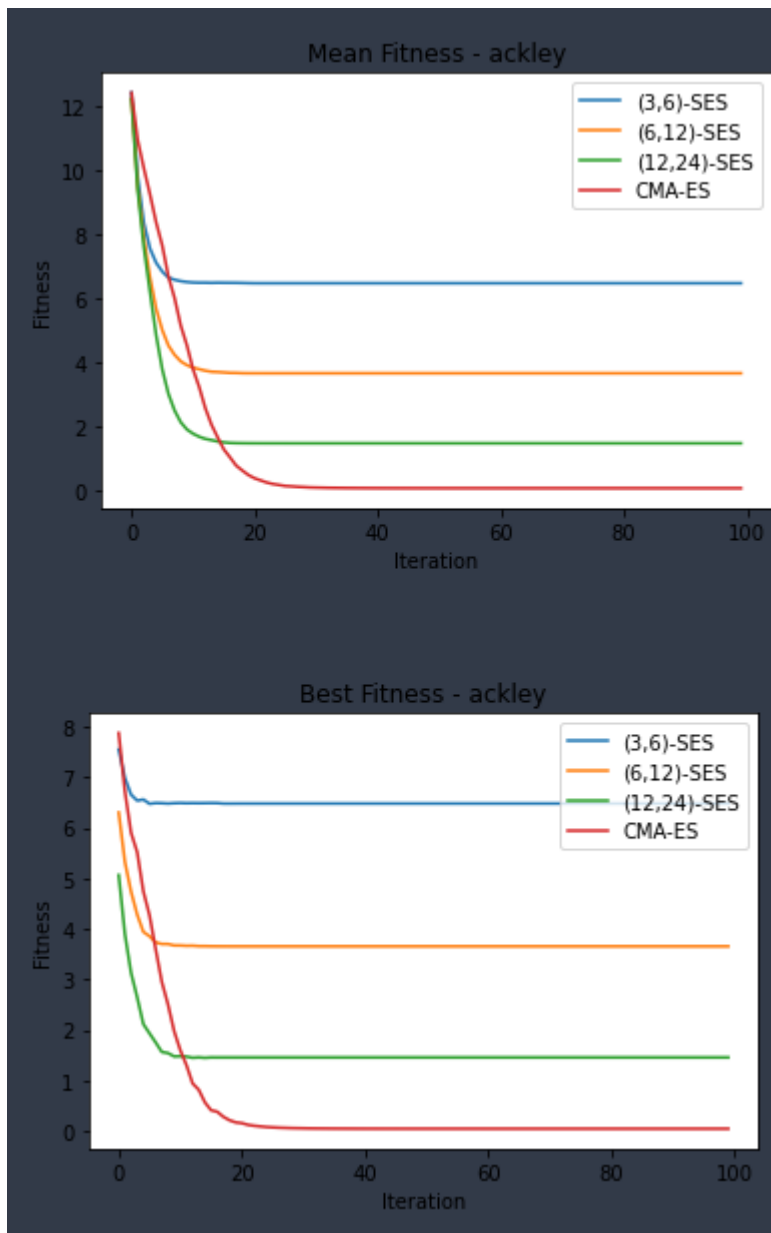 Mean Fitness - ackley
(3,6)-SES
(6,12)-SES
(12,24)-SES
CMA-ES
Fitness
12
10
8
6
4
2
0
0 20 40 60 80 100
Iteration
Best Fitness - ackley
(3,6)-SES
(6,12)-SES
(12,24)-SES
CMA-ES
Fitness
8
7
6
5
4
3
2
1
0
0 20 40 60 80 100
Iteration